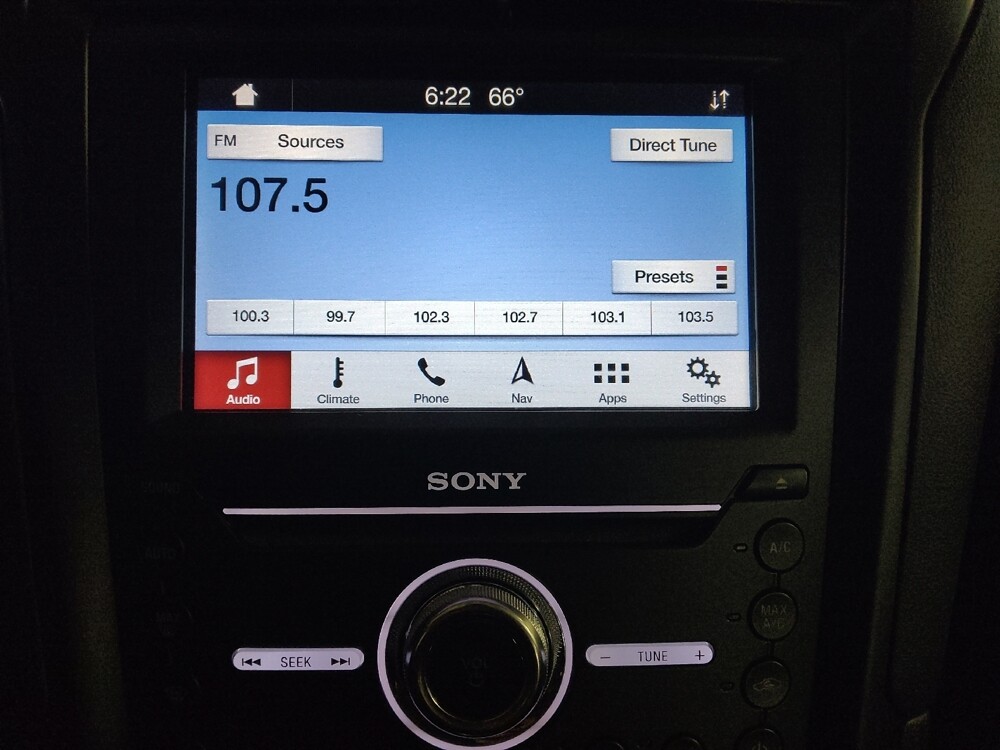 6:22 66°
FM Sources
Direct Tune
107.5
Presets
100.3 99.7 102.3 102.7 103.1 103.5
Audio Climate Phone Nav Apps Settings
SONY
A/C
MAX
A/C
SEEK
− TUNE +